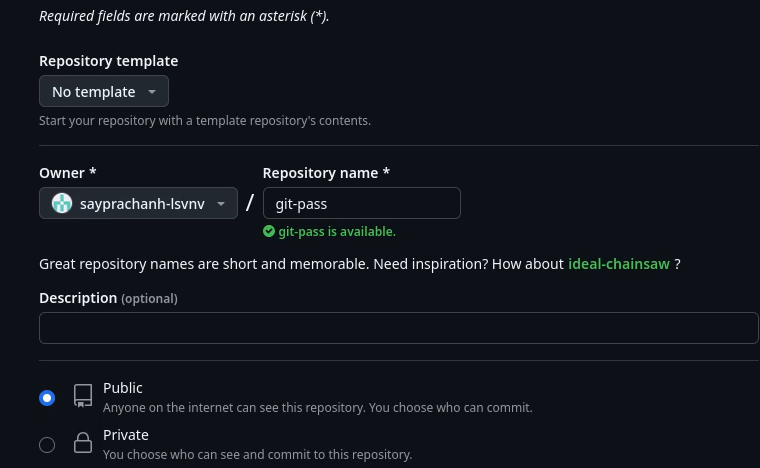 Required fields are marked with an asterisk (*).
Repository template
No template
Start your repository with a template repository's contents.
Owner *
Repository name *
sayprachanh-lsvnv / git-pass
git-pass is available.
Great repository names are short and memorable. Need inspiration? How about ideal-chainsaw ?
Description (optional)
Public
Anyone on the internet can see this repository. You choose who can commit.
Private
You choose who can see and commit to this repository.